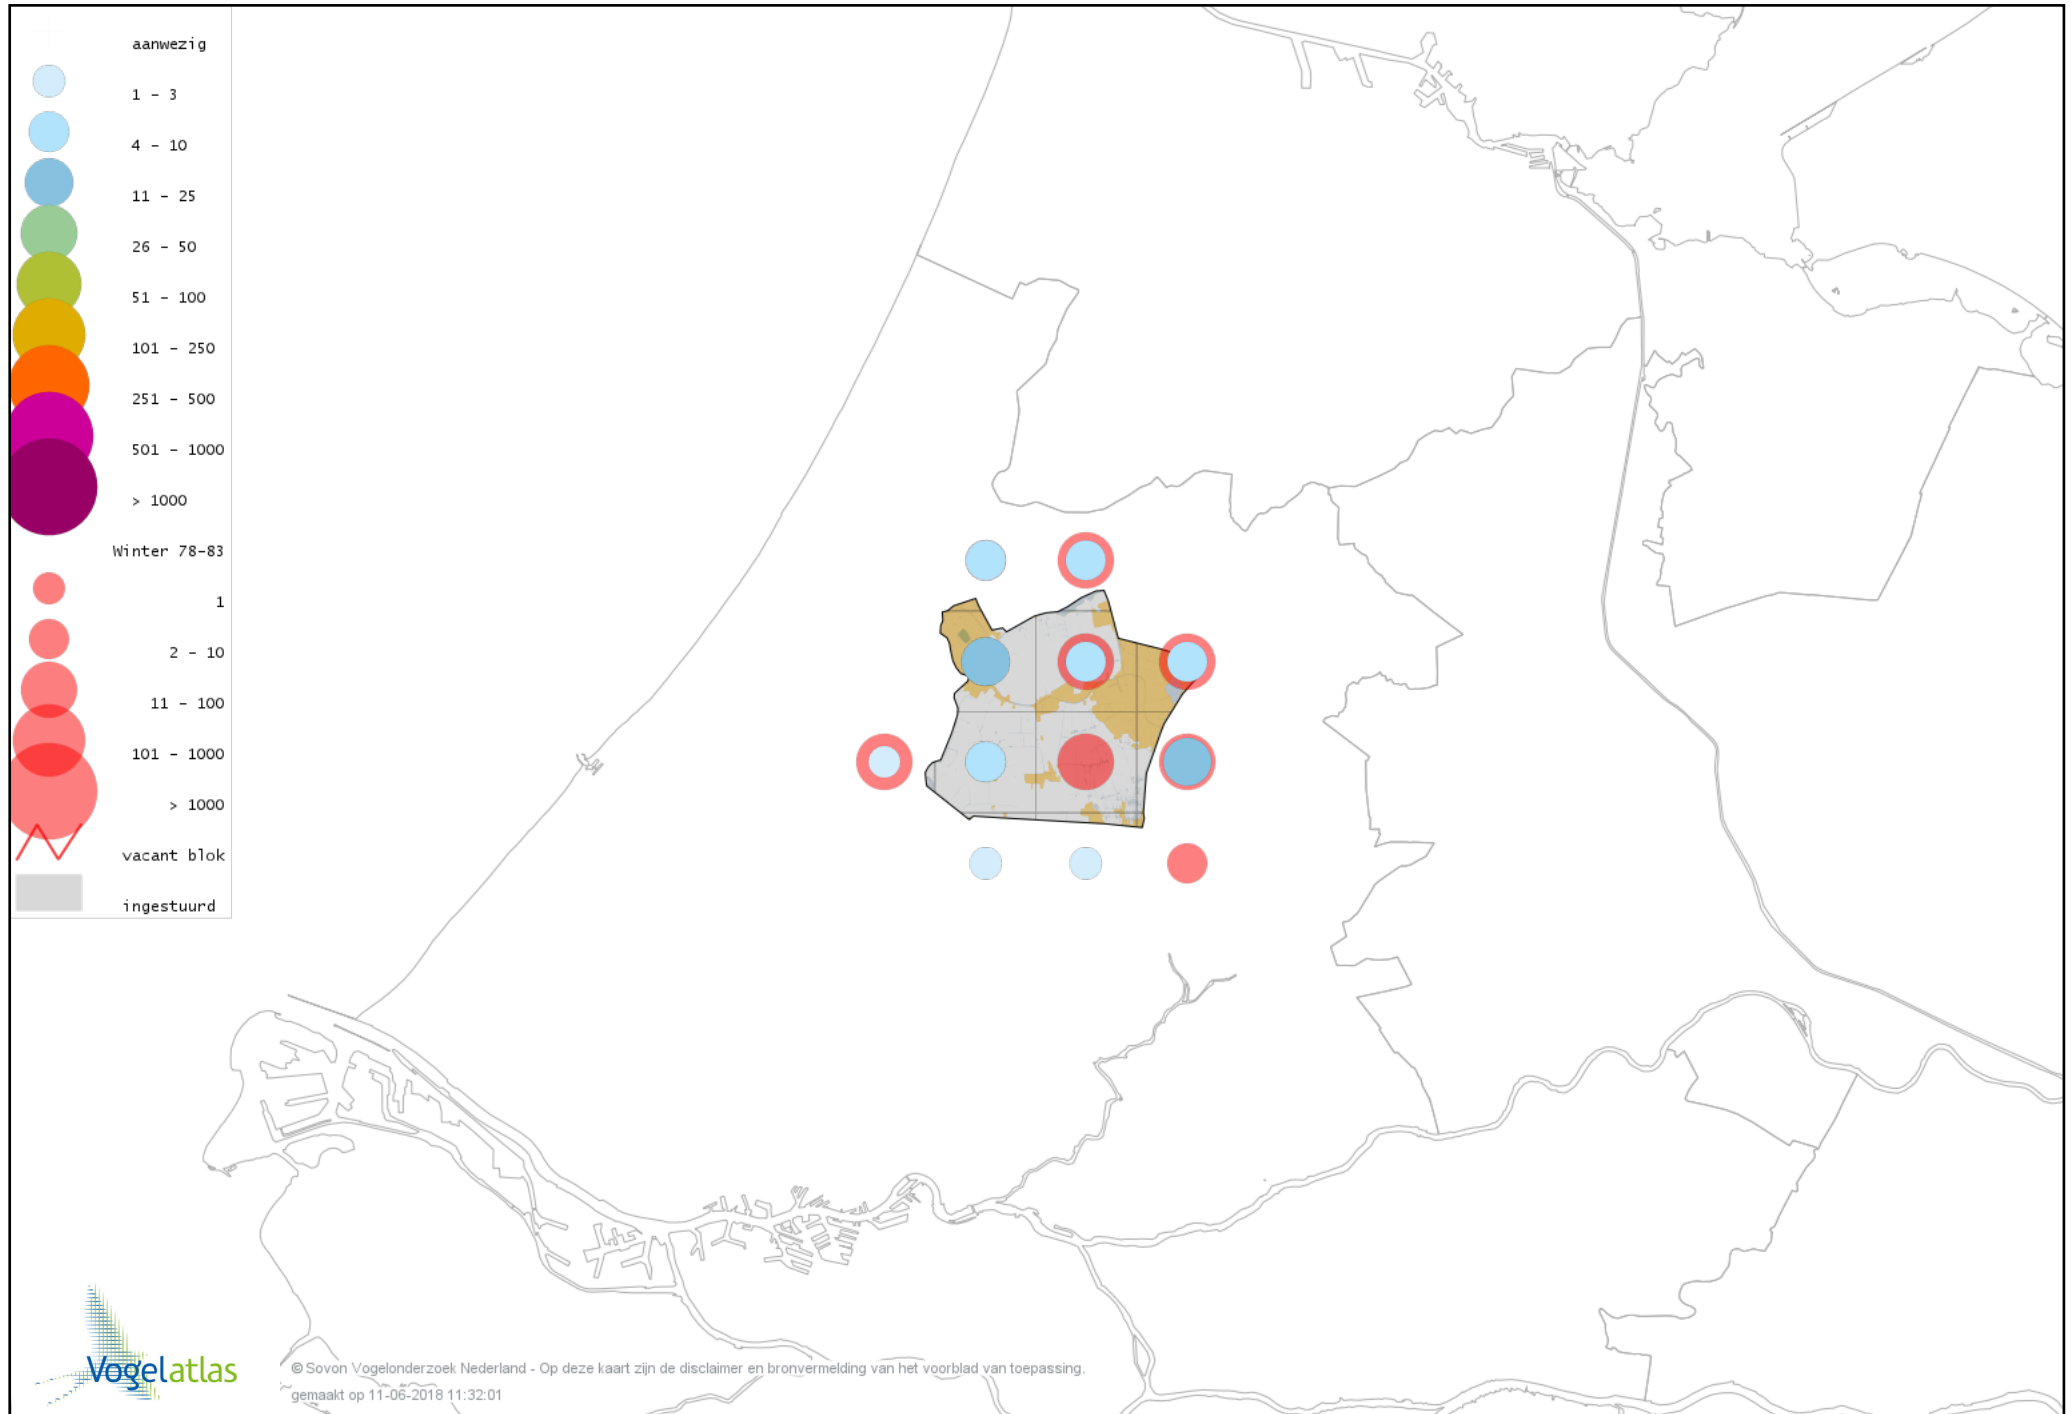 aanwezig
1 – 3
4 – 10
11 – 25
26 – 50
51 – 100
101 – 250
251 – 500
501 – 1000
> 1000
Winter 78-83
1
2 – 10
11 – 100
101 – 1000
> 1000
vacant blok
ingestuurd
Vogelatlas
© Sovon Vogelonderzoek Nederland - Op deze kaart zijn de disclaimer en bronvermelding van het voorblad van toepassing.
gemaakt op 11-06-2018 11:32:01